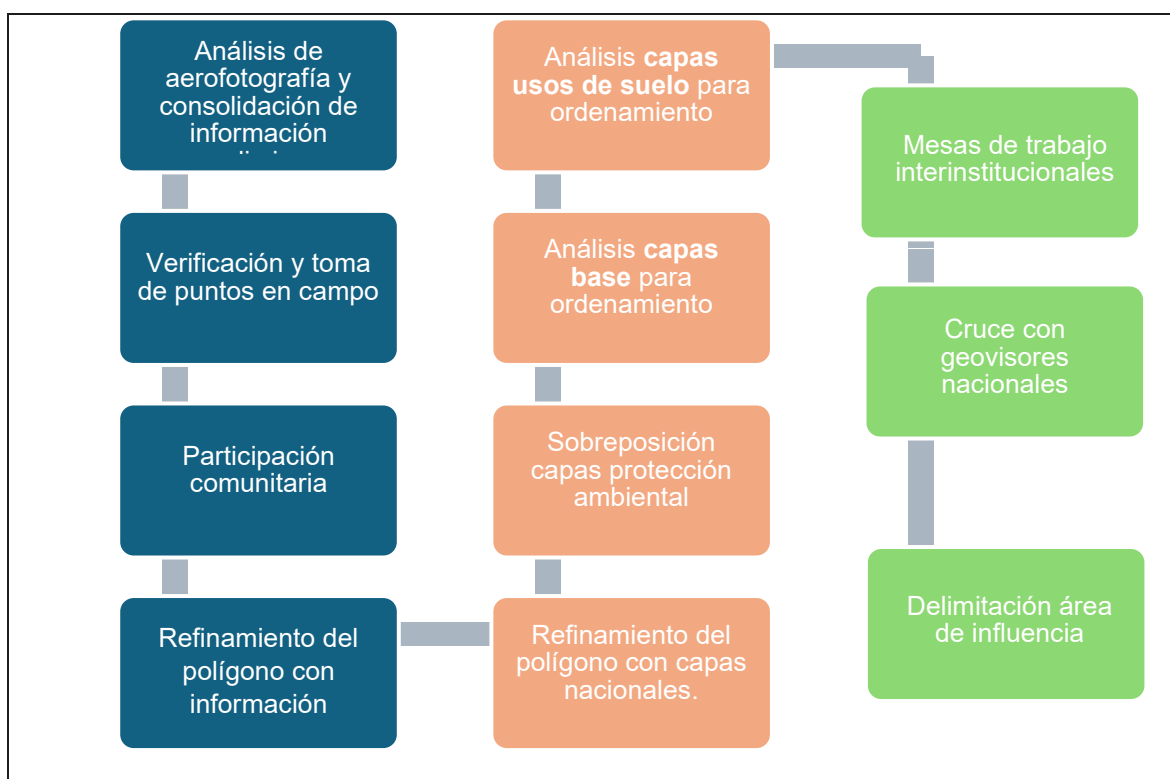 Análisis de
aerofotografía y
consolidación de
información
Verificación y toma
de puntos en campo
Participación
comunitaria
Refinamiento del
polígono con
información
Refinamiento del
polígono con capas
nacionales.
Sobreposición
capas protección
ambiental
Análisis capas
base para
ordenamiento
Análisis capas
usos de suelo para
ordenamiento
Mesas de trabajo
interinstitucionales
Cruce con
geovisores
nacionales
Delimitación área
de influencia